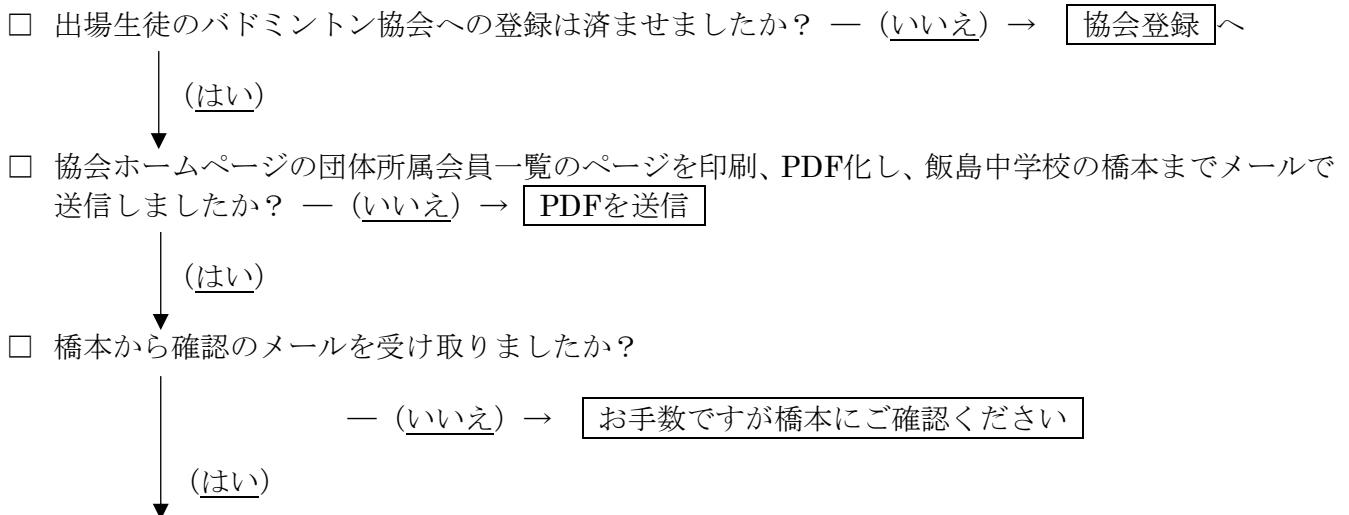 □ 出場生徒のバドミントン協会への登録は済ませましたか？ ― (いいえ) → 協会登録 へ
(はい)
□ 協会ホームページの団体所属会員一覧のページを印刷、PDF化し、飯島中学校の橋本までメールで
送信しましたか？ ― (いいえ) → PDFを送信
(はい)
□ 橋本から確認のメールを受け取りましたか？
― (いいえ) → お手数ですが橋本にご確認ください
(はい)